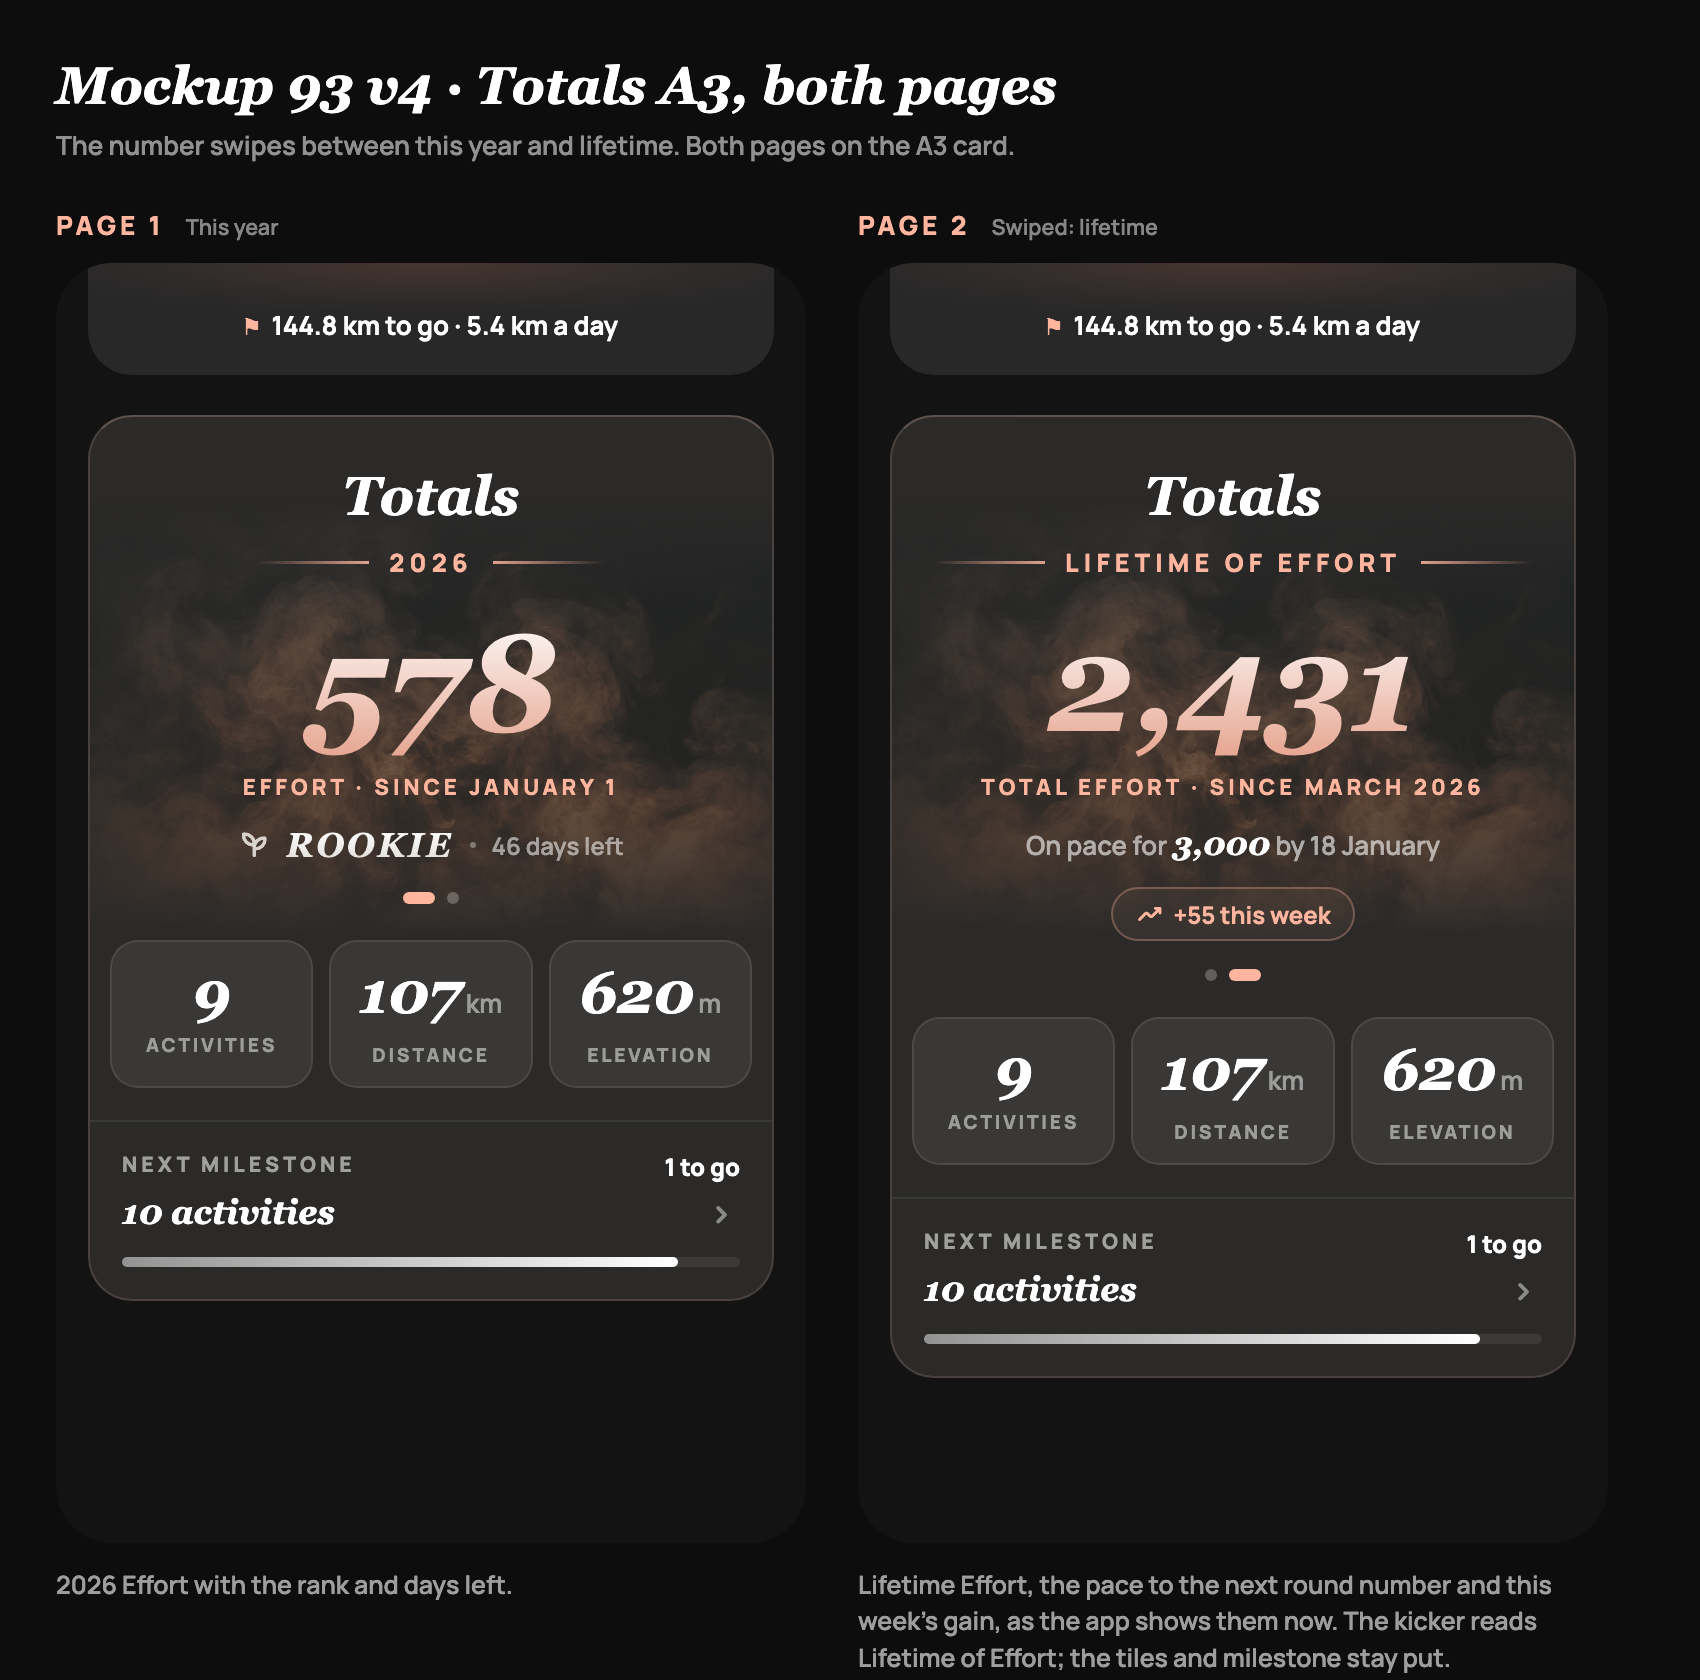 Mockup 93 v4 · Totals A3, both pages
The number swipes between this year and lifetime. Both pages on the A3 card.
PAGE 1 This year
144.8 km to go · 5.4 km a day
Totals
2026
578
EFFORT · SINCE JANUARY 1
ROOKIE · 46 days left
9
ACTIVITIES
107 km
DISTANCE
620 m
ELEVATION
NEXT MILESTONE
1 to go
10 activities
2026 Effort with the rank and days left.
PAGE 2 Swiped: lifetime
144.8 km to go · 5.4 km a day
Totals
LIFETIME OF EFFORT
2,431
TOTAL EFFORT · SINCE MARCH 2026
On pace for 3,000 by 18 January
+55 this week
9
ACTIVITIES
107 km
DISTANCE
620 m
ELEVATION
NEXT MILESTONE
1 to go
10 activities
Lifetime Effort, the pace to the next round number and this
week's gain, as the app shows them now. The kicker reads
Lifetime of Effort; the tiles and milestone stay put.